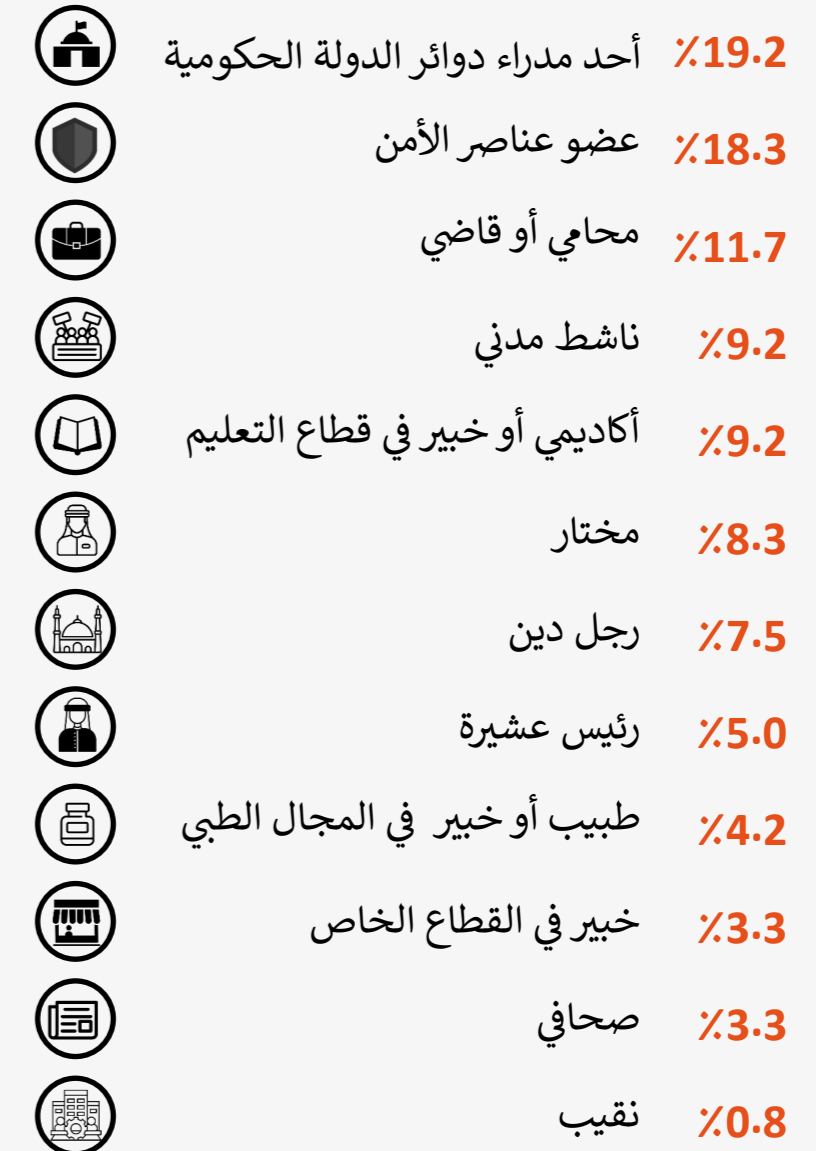 ٪19.2 أحد مدراء دوائر الدولة الحكومية
٪18.3 عضو عناصر الأمن
٪11.7 محامي أو قاضي
٪9.2 ناشط مدني
٪9.2 أكاديمي أو خبير في قطاع التعليم
٪8.3 مختار
٪7.5 رجل دين
٪5.0 رئيس عشيرة
٪4.2 طبيب أو خبير في المجال الطبي
٪3.3 خبير في القطاع الخاص
٪3.3 صحافي
٪0.8 نقيب